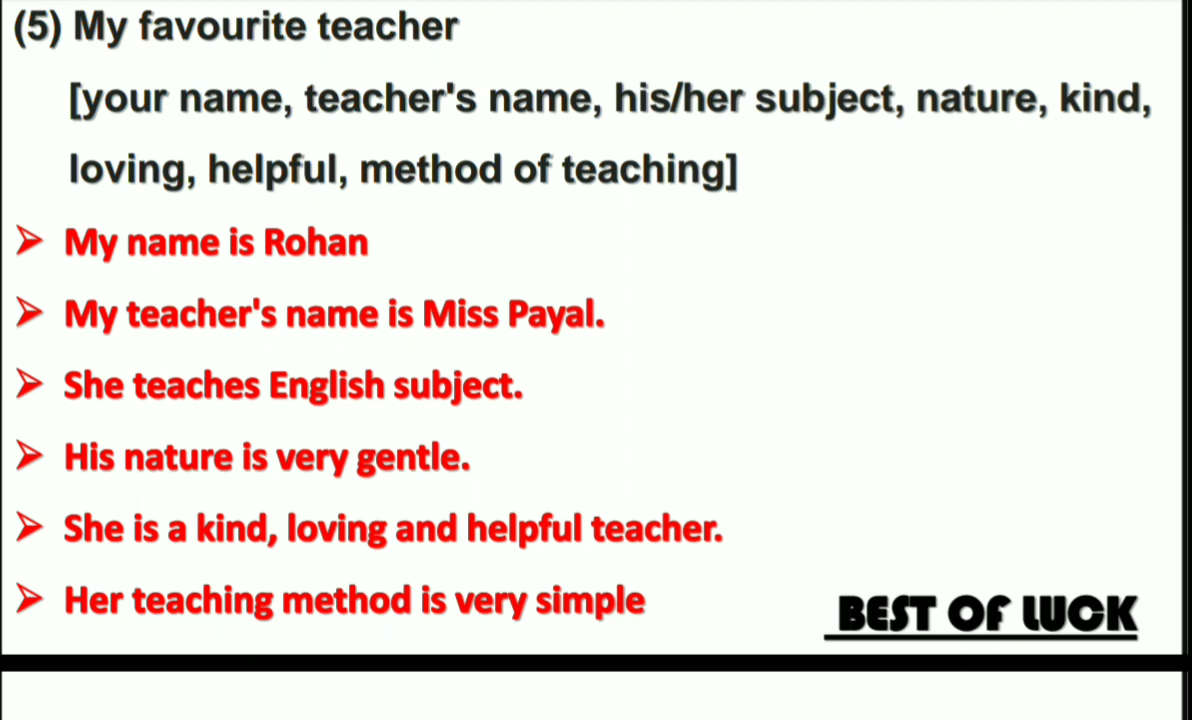 (5) My favourite teacher
[your name, teacher's name, his/her subject, nature, kind,
loving, helpful, method of teaching]
➢ My name is Rohan
➢ My teacher's name is Miss Payal.
➢ She teaches English subject.
➢ His nature is very gentle.
➢ She is a kind, loving and helpful teacher.
➢ Her teaching method is very simple
BEST OF LUCK